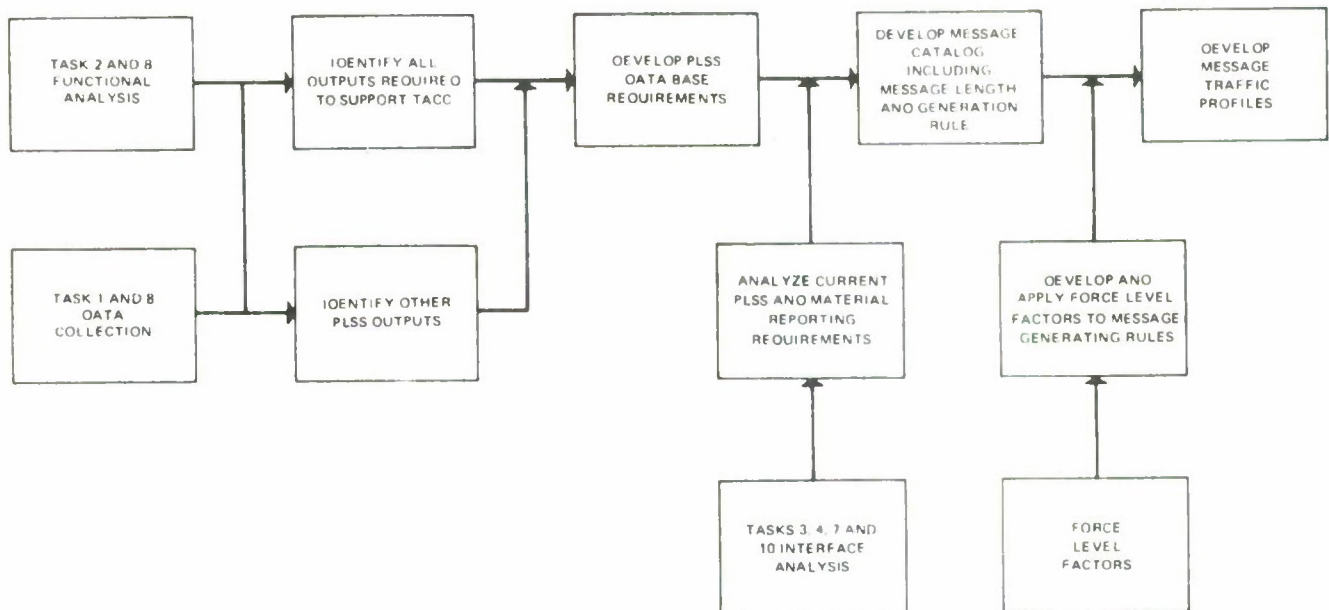 TASK 2 AND 8
FUNCTIONAL
ANALYSIS
IDENTIFY ALL
OUTPUTS REQUIRED
TO SUPPORT TACC
DEVELOP PLSS
DATA BASE
REQUIREMENTS
DEVELOP MESSAGE
CATALOG
INCLUDING
MESSAGE LENGTH
AND GENERATION
RULE
DEVELOP
MESSAGE
TRAFFIC
PROFILES
TASK 1 AND 8
DATA
COLLECTION
IDENTIFY OTHER
PLSS OUTPUTS
ANALYZE CURRENT
PLSS AND MATERIAL
REPORTING
REQUIREMENTS
DEVELOP AND
APPLY FORCE LEVEL
FACTORS TO MESSAGE
GENERATING RULES
TASKS 3, 4, 7 AND
10 INTERFACE
ANALYSIS
FORCE
LEVEL
FACTORS